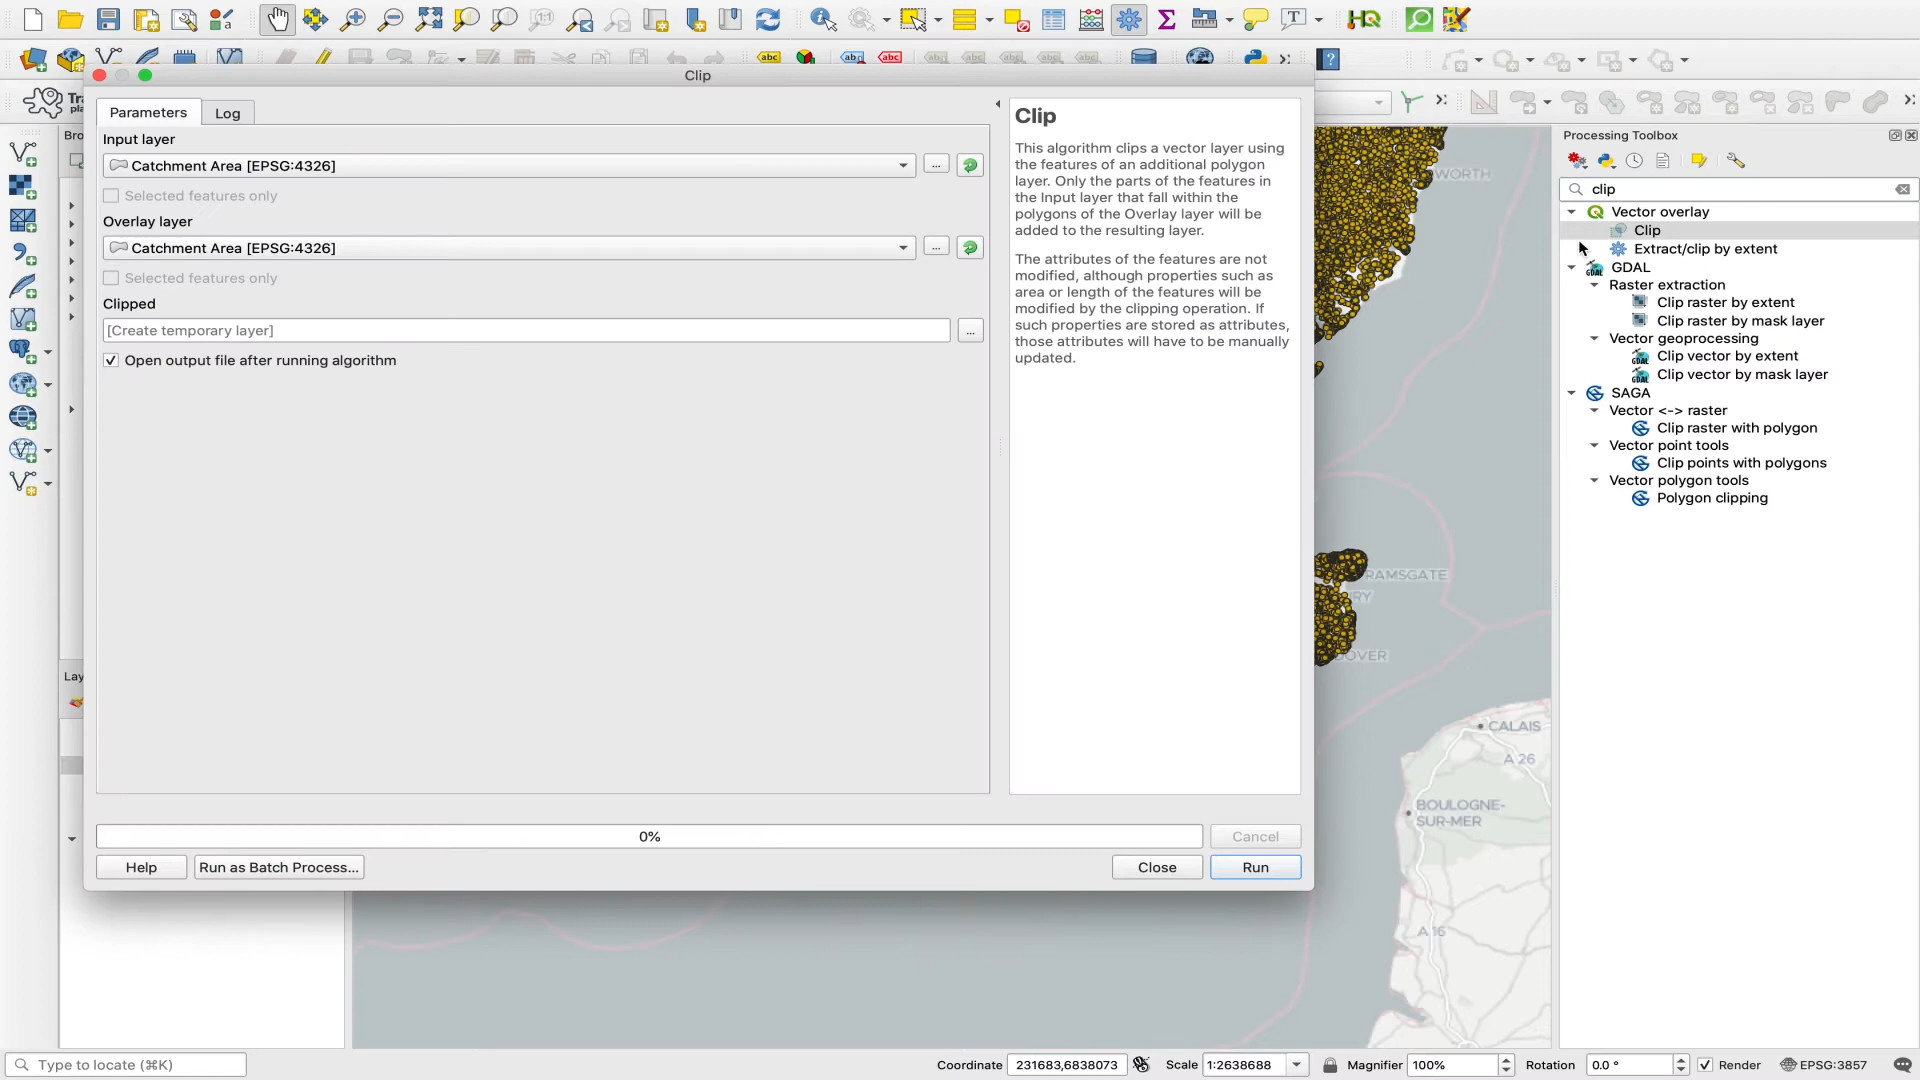 Clip
Tra
pla
Bro
Lay
Parameters
Log
Input layer
Catchment Area [EPSG:4326]
...
Selected features only
Overlay layer
Catchment Area [EPSG:4326]
...
Selected features only
Clipped
[Create temporary layer]
...
Open output file after running algorithm
Clip
This algorithm clips a vector layer using
the features of an additional polygon
layer. Only the parts of the features in
the Input layer that fall within the
polygons of the Overlay layer will be
added to the resulting layer.
The attributes of the features are not
modified, although properties such as
area or length of the features will be
modified by the clipping operation. If
such properties are stored as attributes,
those attributes will have to be manually
updated.
0%
Cancel
Help
Run as Batch Process...
Close
Run
WORTH
RAMSGATE
RY
DOVER
CALAIS
A 26
BOULOGNE-
SUR-MER
A 16
Processing Toolbox
clip
Vector overlay
Clip
Extract/clip by extent
GDAL
Raster extraction
Clip raster by extent
Clip raster by mask layer
Vector geoprocessing
Clip vector by extent
Clip vector by mask layer
SAGA
Vector <-> raster
Clip raster with polygon
Vector point tools
Clip points with polygons
Vector polygon tools
Polygon clipping
Type to locate (⌘K)
Coordinate 231683,6838073
Scale 1:2638688
Magnifier 100%
Rotation 0.0 °
Render
EPSG:3857